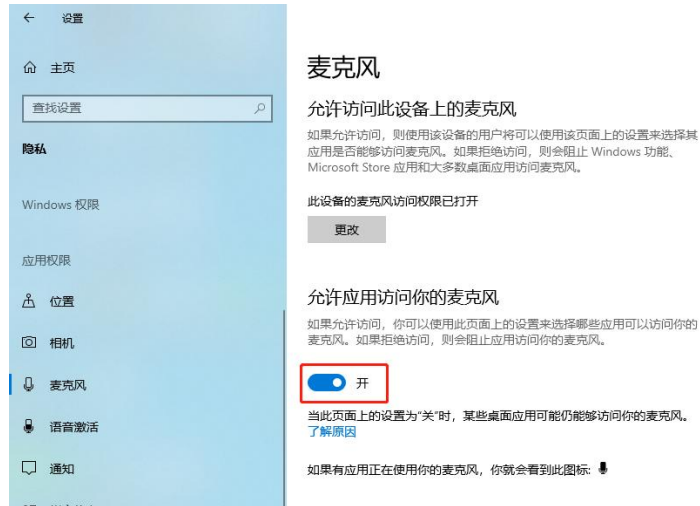 设置
主页
查找设置
隐私
Windows 权限
应用权限
位置
相机
麦克风
语音激活
通知
麦克风
允许访问此设备上的麦克风
如果允许访问，则使用该设备的用户将可以使用该页面上的设置来选择其
应用是否能够访问麦克风。如果拒绝访问，则会阻止 Windows 功能、
Microsoft Store 应用和大多数桌面应用访问麦克风。
此设备的麦克风访问权限已打开
更改
允许应用访问你的麦克风
如果允许访问，你可以使用此页面上的设置来选择哪些应用可以访问你的
麦克风。如果拒绝访问，则会阻止应用访问你的麦克风。
开
当此页面上的设置为"关"时，某些桌面应用可能仍能够访问你的麦克风。
了解原因
如果有应用正在使用你的麦克风，你就会看到此图标: